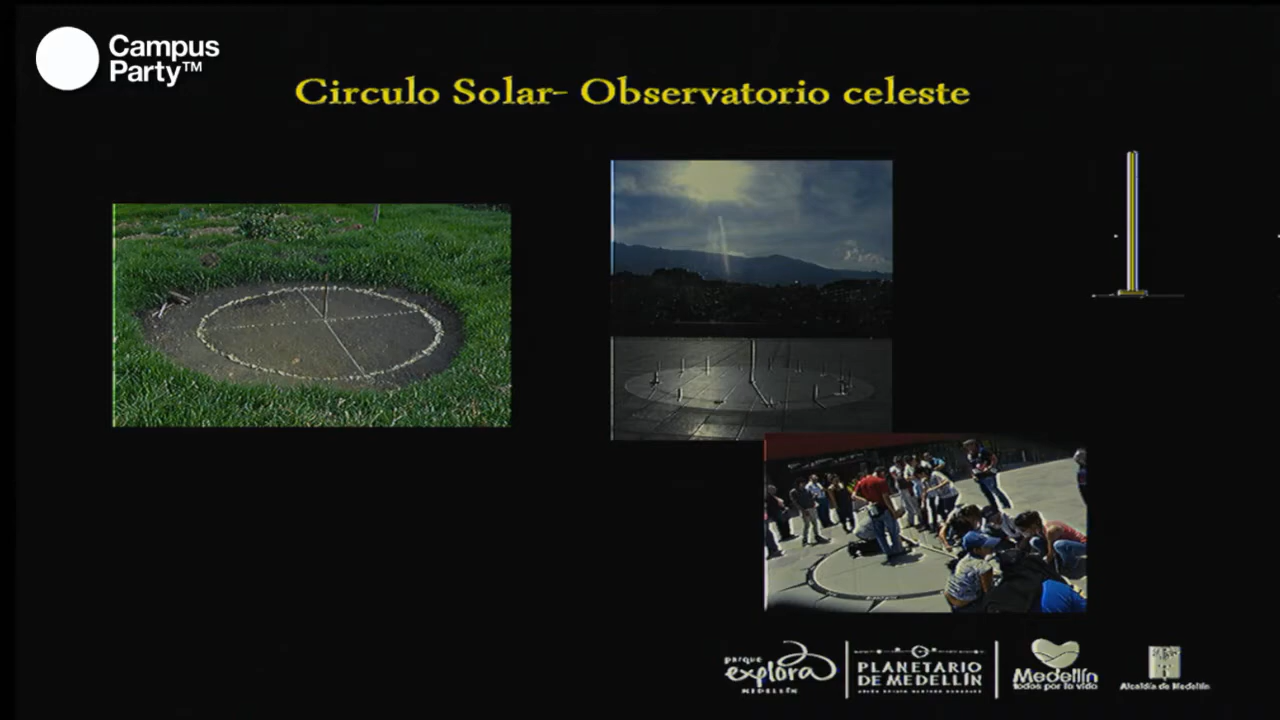 Campus
Party™
Circulo Solar- Observatorio celeste
parque
explora
MEDELLÍN
PLANETARIO
DE MEDELLÍN
Medellín
todos por la vida
Alcaldía de Medellín